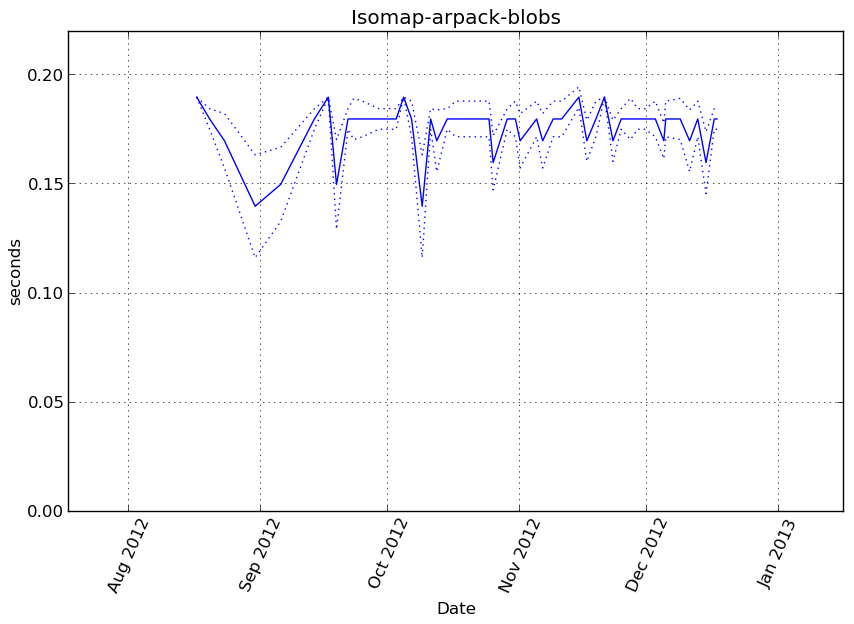 Isomap-arpack-blobs
0.20
0.15
0.10
0.05
0.00
seconds
Aug 2012
Sep 2012
Oct 2012
Nov 2012
Dec 2012
Jan 2013
Date